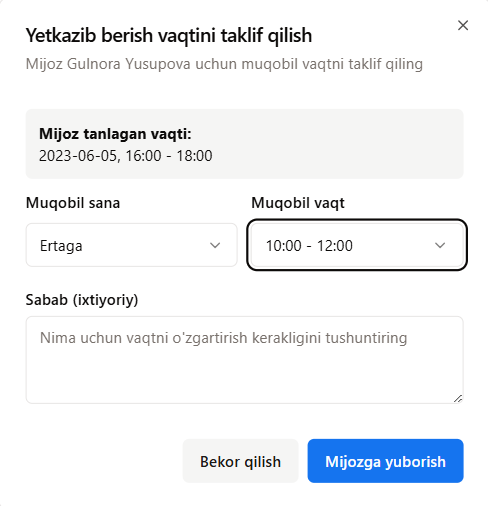 Yetkazib berish vaqtini taklif qilish
Mijoz Gulnora Yusupova uchun muqobil vaqtni taklif qiling
Mijoz tanlagan vaqti:
2023-06-05, 16:00 - 18:00
Muqobil sana
Muqobil vaqt
Ertaga
10:00 - 12:00
Sabab (ixtiyoriy)
Nima uchun vaqtni o'zgartirish kerakligini tushuntiring
Bekor qilish
Mijozga yuborish